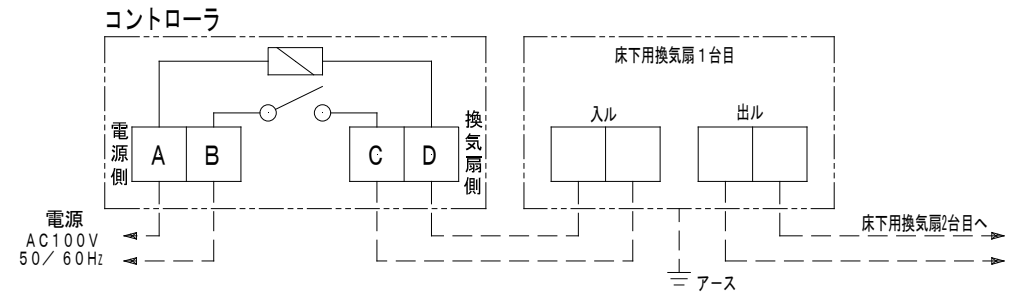 コントローラ
床下用換気扇1台目
入ル
出ル
電源側
A
B
C
D
換気扇側
電源
AC100V
50/60Hz
床下用換気扇2台目へ
アース